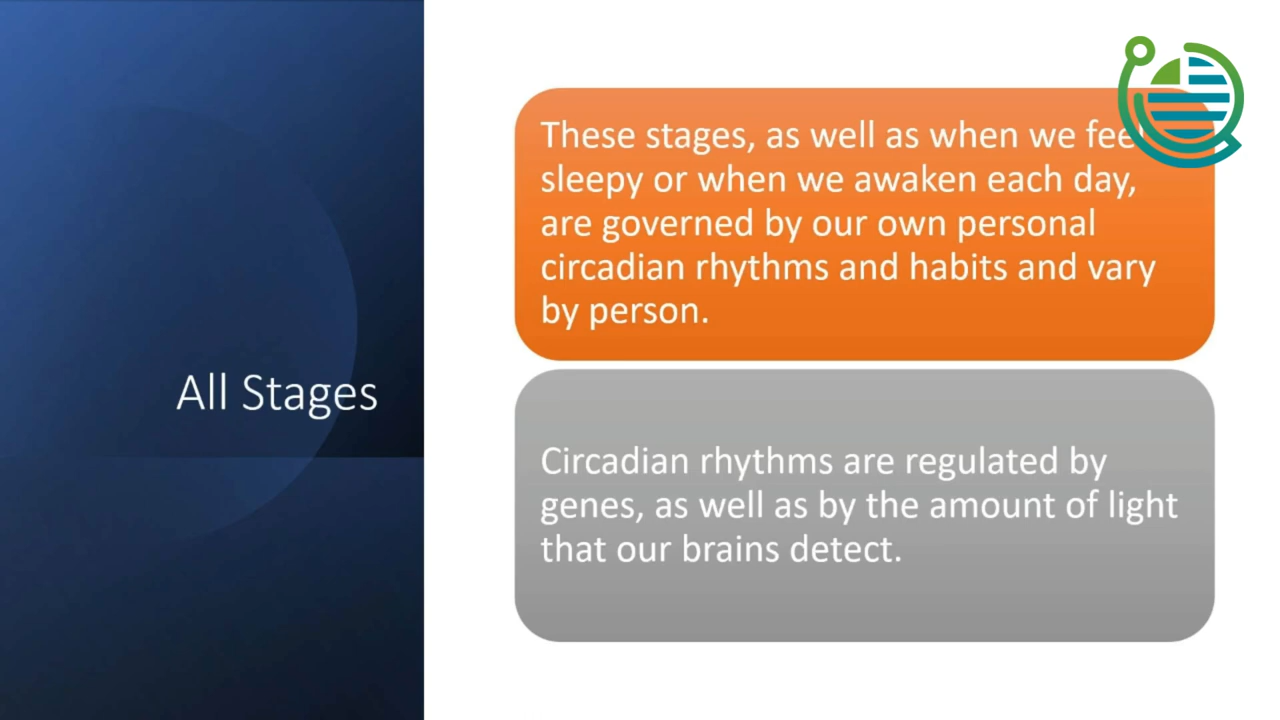 All Stages
These stages, as well as when we feel
sleepy or when we awaken each day,
are governed by our own personal
circadian rhythms and habits and vary
by person.
Circadian rhythms are regulated by
genes, as well as by the amount of light
that our brains detect.